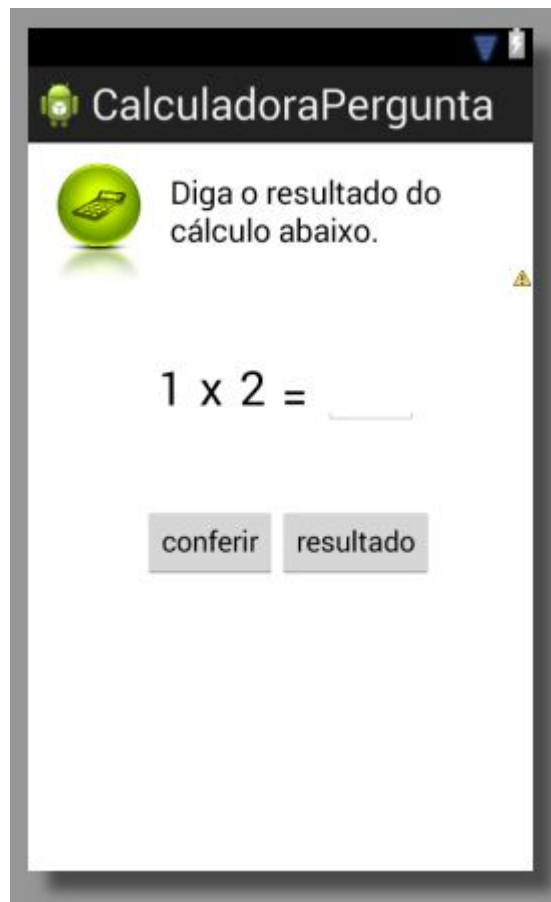 CalculadoraPergunta
Diga o resultado do
cálculo abaixo.
1 x 2 =
conferir resultado